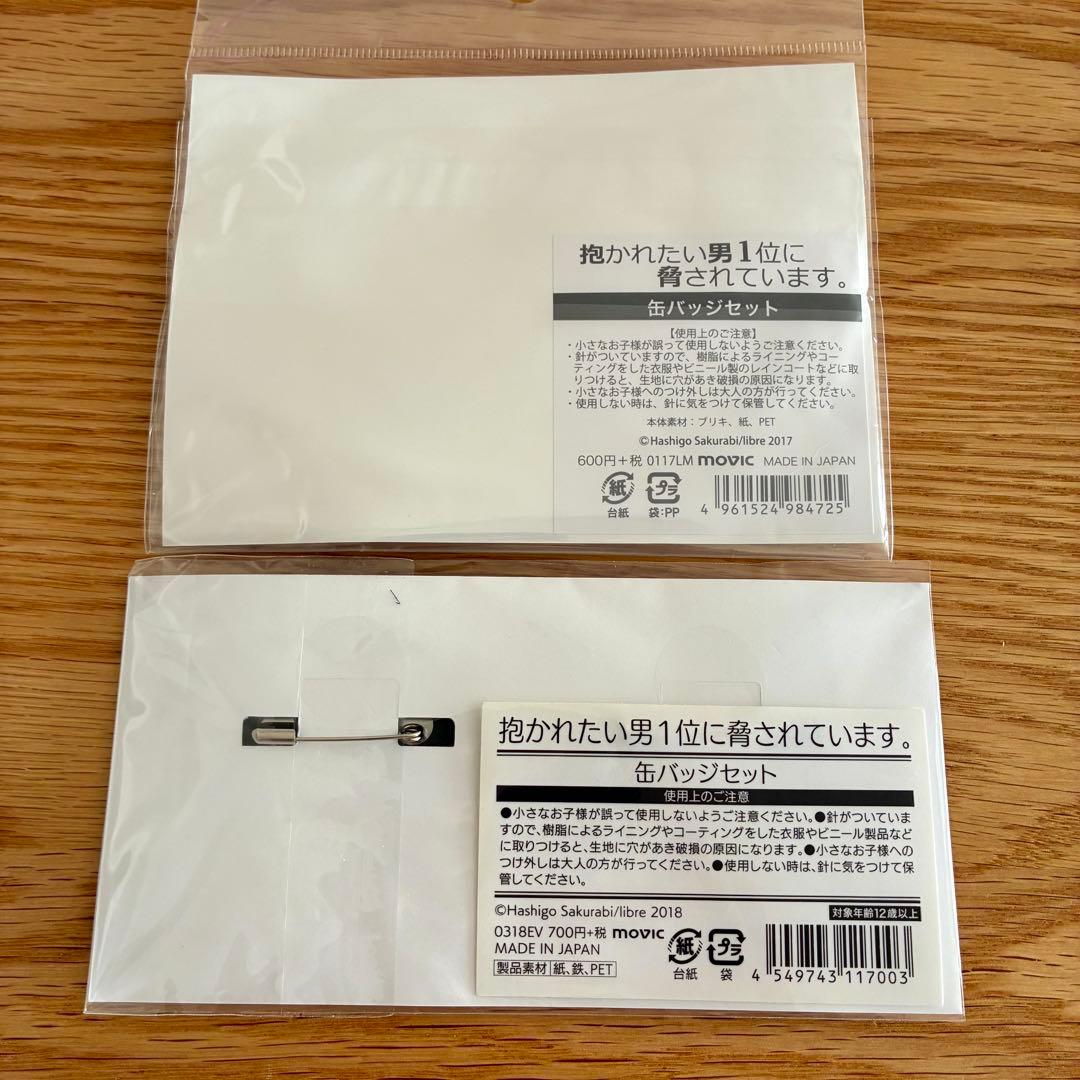 抱かれたい男1位に
脅されています。
缶バッジセット
【使用上のご注意】
・小さなお子様が誤って使用しないようご注意ください。
・針がついていますので、樹脂によるライニングやコー
ティングをした衣服やビニール製のレインコートなどに取
りつけると、生地に穴があき破損の原因になります。
・小さなお子様へのつけ外しは大人の方が行ってください。
・使用しない時は、針に気をつけて保管してください。
本体素材：ブリキ、紙、PET
©Hashigo Sakurabi/libre 2017
600円＋税 0117LM movic MADE IN JAPAN
紙 プラ
台紙 袋:PP 4 961524 984725
抱かれたい男1位に脅されています。
缶バッジセット
使用上のご注意
●小さなお子様が誤って使用しないようご注意ください。●針がついていま
すので、樹脂によるライニングやコーティングをした衣服やビニール製品など
に取りつけると、生地に穴があき破損の原因になります。●小さなお子様への
つけ外しは大人の方が行ってください。●使用しない時は、針に気をつけて保
管してください。
©Hashigo Sakurabi/libre 2018 対象年齢12歳以上
0318EV 700円+税 movic 紙 プラ
MADE IN JAPAN
製品素材 紙、鉄、PET 台紙 袋 4 549743 117003